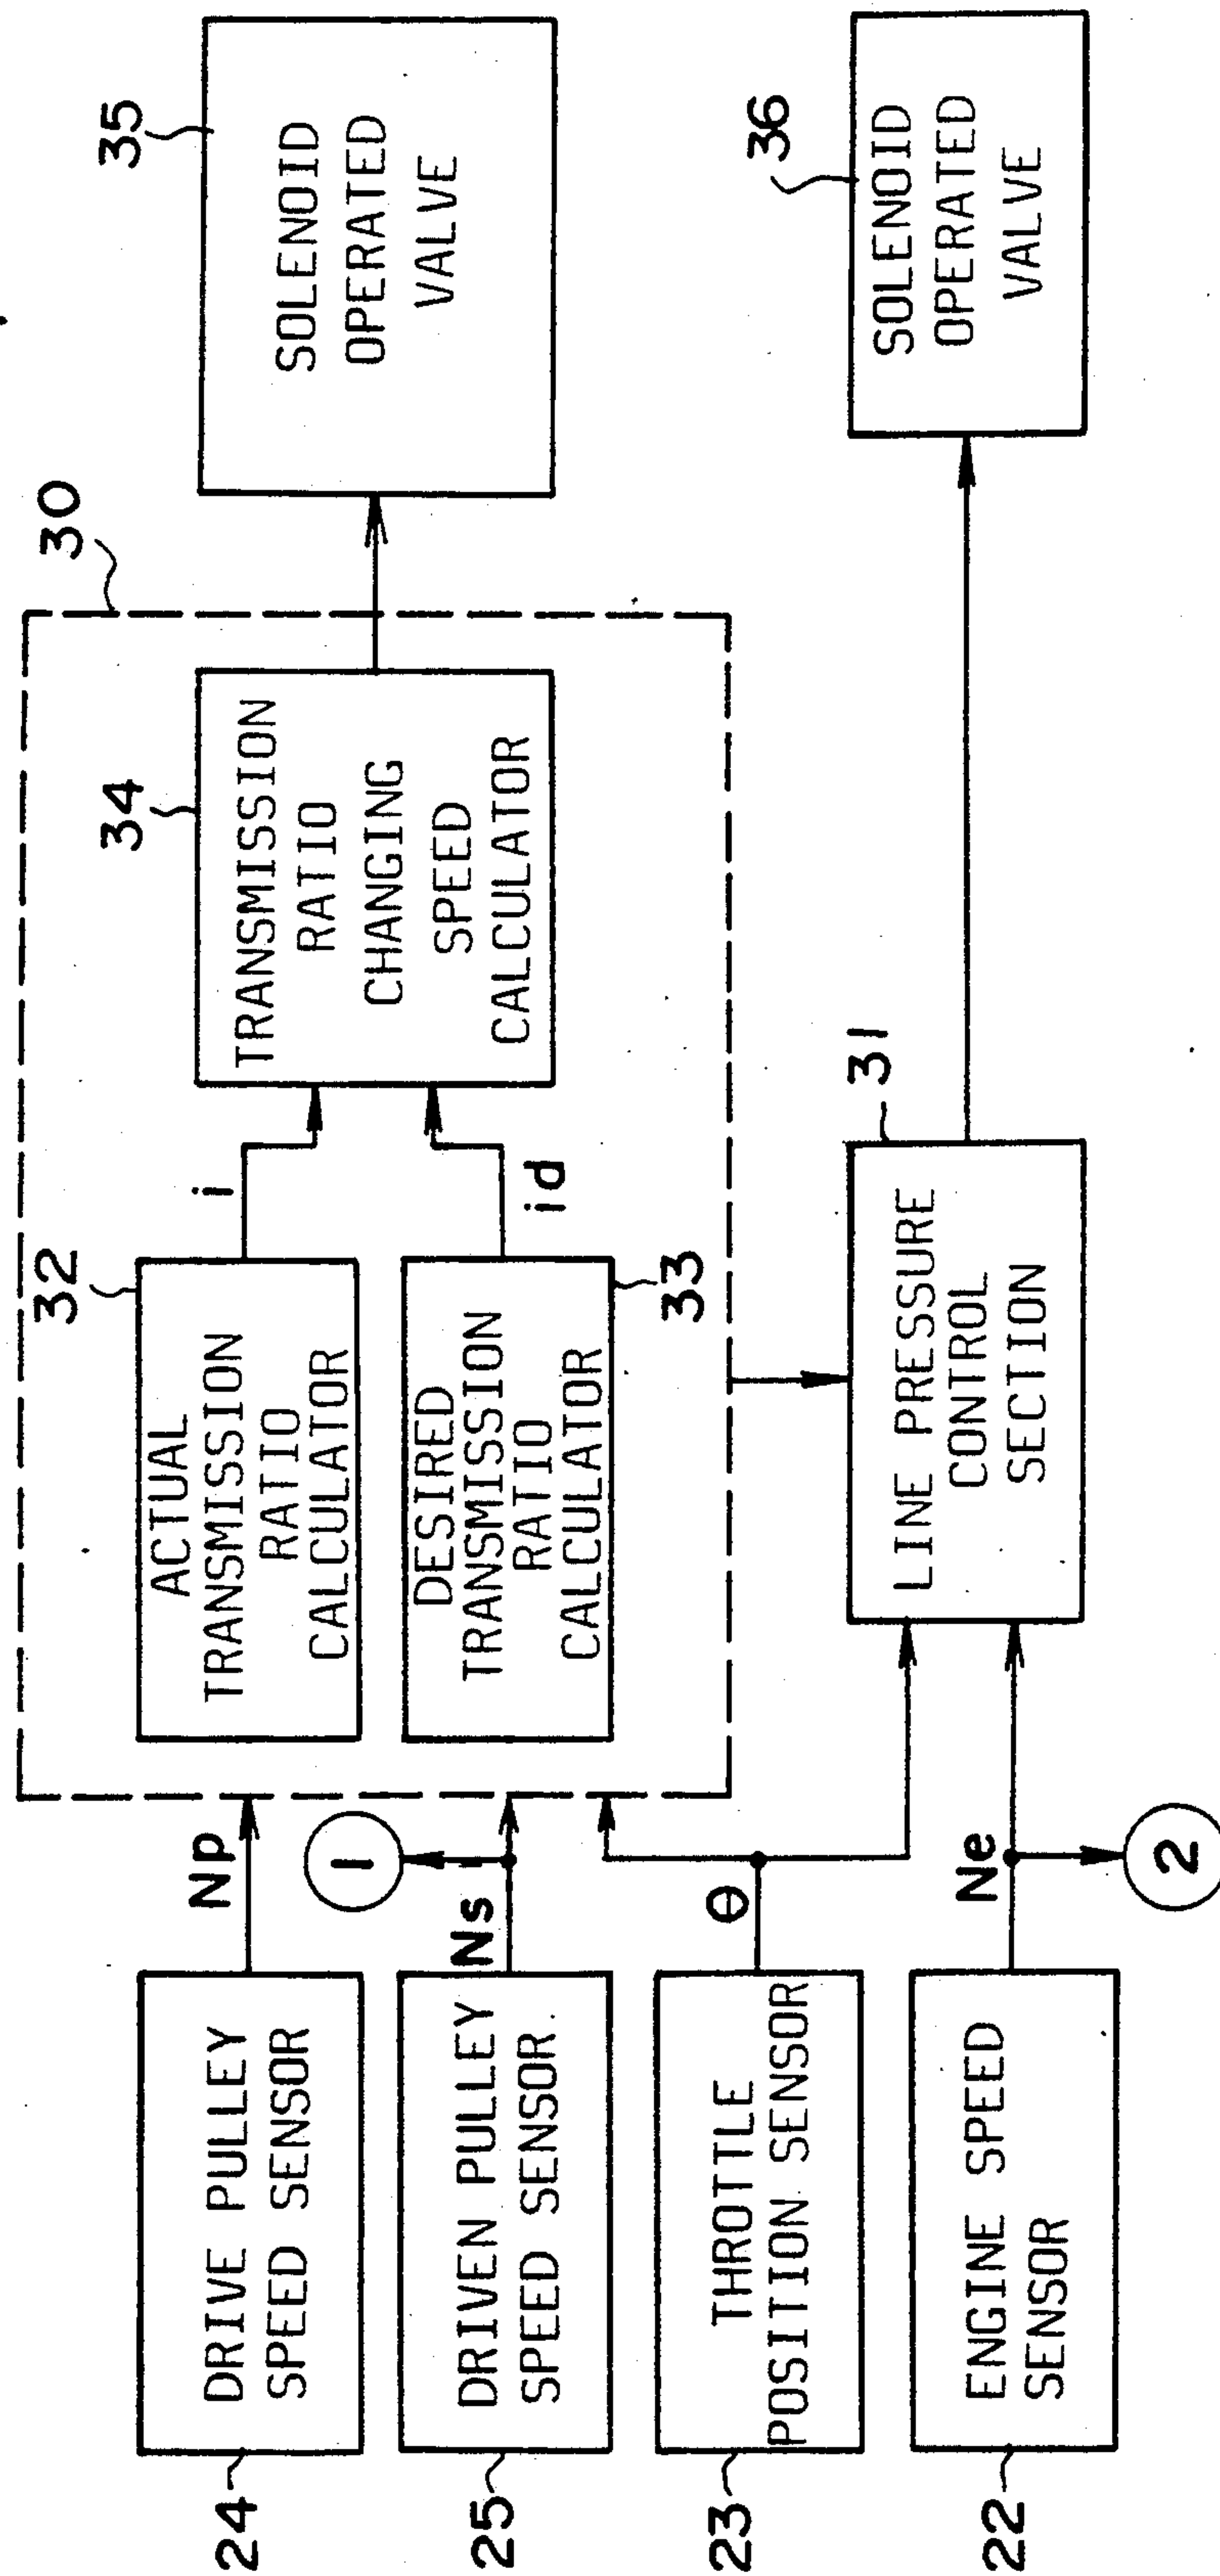 24
DRIVE PULLEY
SPEED SENSOR
Np
25
DRIVEN PULLEY
SPEED SENSOR
Ns
1
23
THROTTLE
POSITION SENSOR
θ
22
ENGINE SPEED
SENSOR
Ne
2
30
32
ACTUAL
TRANSMISSION
RATIO
CALCULATOR
i
33
DESIRED
TRANSMISSION
RATIO
CALCULATOR
id
34
TRANSMISSION
RATIO
CHANGING
SPEED
CALCULATOR
35
SOLENOID
OPERATED
VALVE
31
LINE PRESSURE
CONTROL
SECTION
36
SOLENOID
OPERATED
VALVE